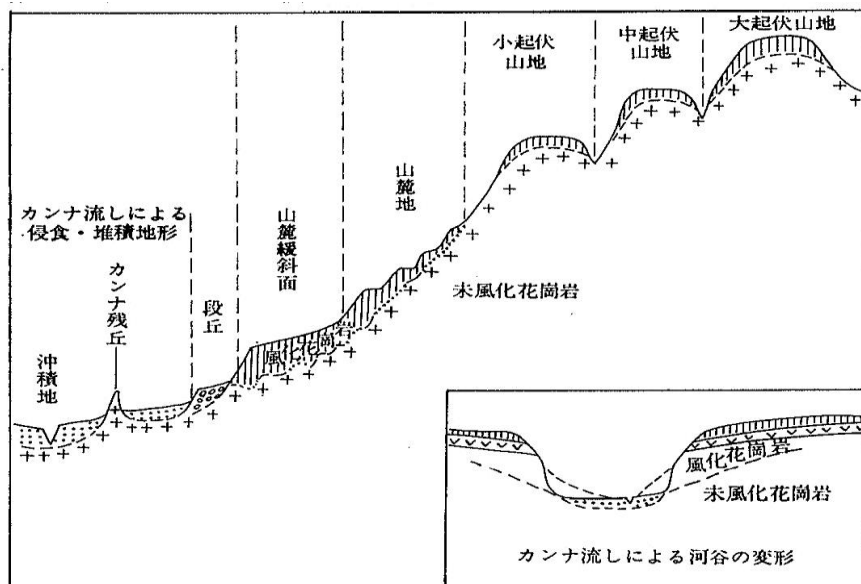 大起伏山地
中起伏
山地
小起伏
山地
山麓地
山麓緩斜面
カンナ流しによる
侵食・堆積地形
段丘
カンナ残丘
沖積地
風化花崗岩
未風化花崗岩
風化花崗岩
未風化花崗岩
カンナ流しによる河谷の変形